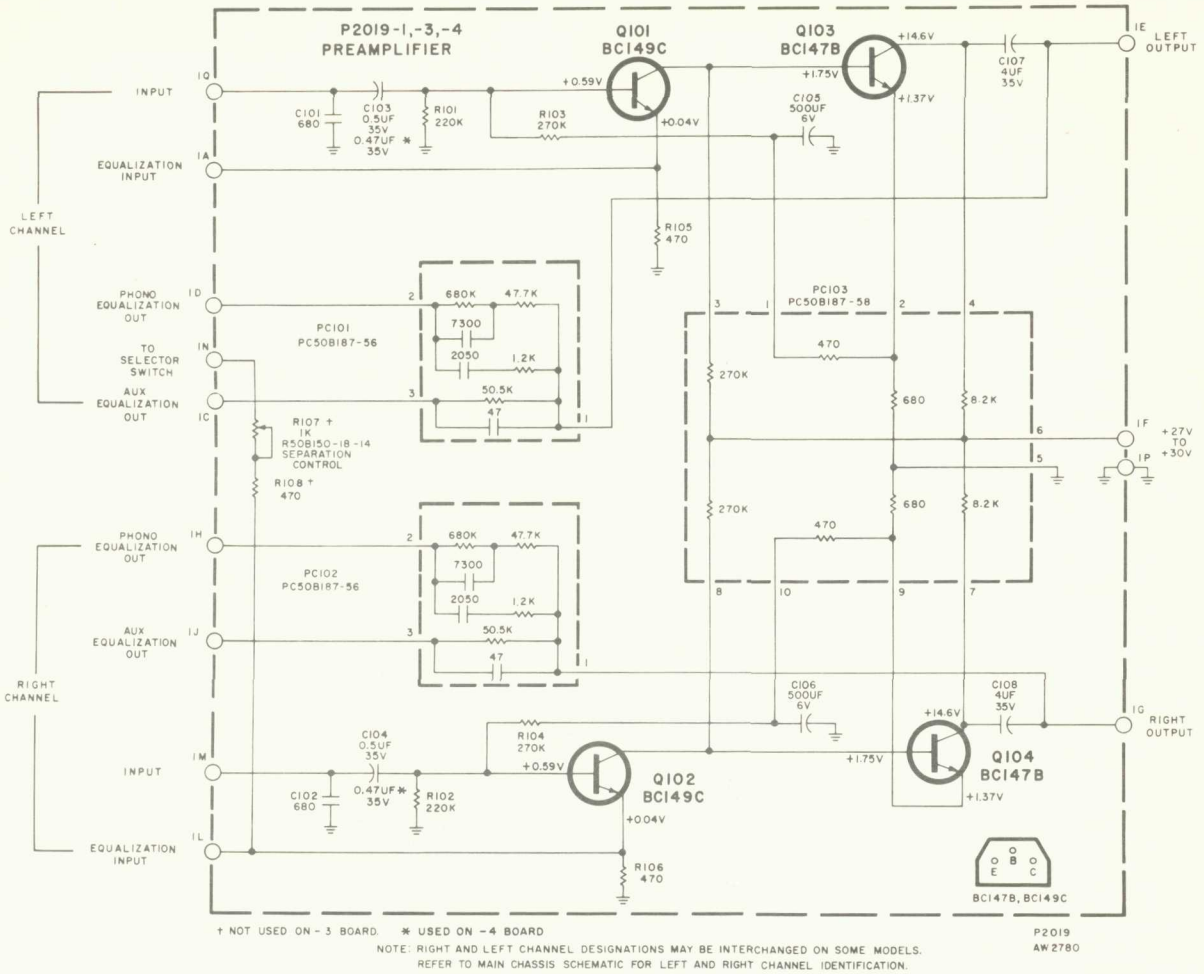 P2019-1,-3,-4
PREAMPLIFIER
Q101
BC149C
Q103
BC147B
+14.6V
1E
LEFT
OUTPUT
C107
4UF
35V
+1.75V
+1.37V
1Q
INPUT
C101
680
C103
0.5UF
35V
0.47UF *
35V
R101
220K
+0.59V
+0.04V
R103
270K
C105
500UF
6V
1A
EQUALIZATION
INPUT
LEFT
CHANNEL
R105
470
1D
PHONO
EQUALIZATION
OUT
2
680K
47.7K
7300
2050
1.2K
PC101
PC50B187-56
1N
TO
SELECTOR
SWITCH
AUX
EQUALIZATION
OUT
1C
3
50.5K
47
1
R107 †
1K
R50B150-18-14
SEPARATION
CONTROL
R108 †
470
PC103
PC50B187-58
3
1
2
4
470
270K
680
8.2K
6
1F
+27V
TO
+30V
5
1P
270K
680
8.2K
470
8
10
9
7
PHONO
EQUALIZATION
OUT
1H
2
680K
47.7K
7300
2050
1.2K
PC102
PC50B187-56
AUX
EQUALIZATION
OUT
1J
3
50.5K
47
1
RIGHT
CHANNEL
C106
500UF
6V
C108
4UF
35V
+14.6V
1G
RIGHT
OUTPUT
R104
270K
C104
0.5UF
35V
0.47UF *
35V
1M
INPUT
C102
680
R102
220K
+0.59V
Q102
BC149C
+0.04V
+1.75V
Q104
BC147B
+1.37V
1L
EQUALIZATION
INPUT
R106
470
B
E C
BC147B, BC149C
† NOT USED ON -3 BOARD. * USED ON -4 BOARD
P2019
AW2780
NOTE: RIGHT AND LEFT CHANNEL DESIGNATIONS MAY BE INTERCHANGED ON SOME MODELS.
REFER TO MAIN CHASSIS SCHEMATIC FOR LEFT AND RIGHT CHANNEL IDENTIFICATION.